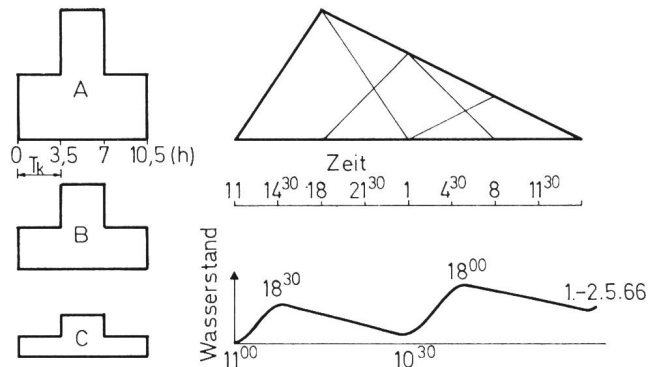 A
0 3,5 7 10,5 (h)
Tk
B
C
Zeit
11 14³⁰ 18 21³⁰ 1 4³⁰ 8 11³⁰
Wasserstand
18³⁰
18⁰⁰
1.–2.5.66
11⁰⁰
10³⁰